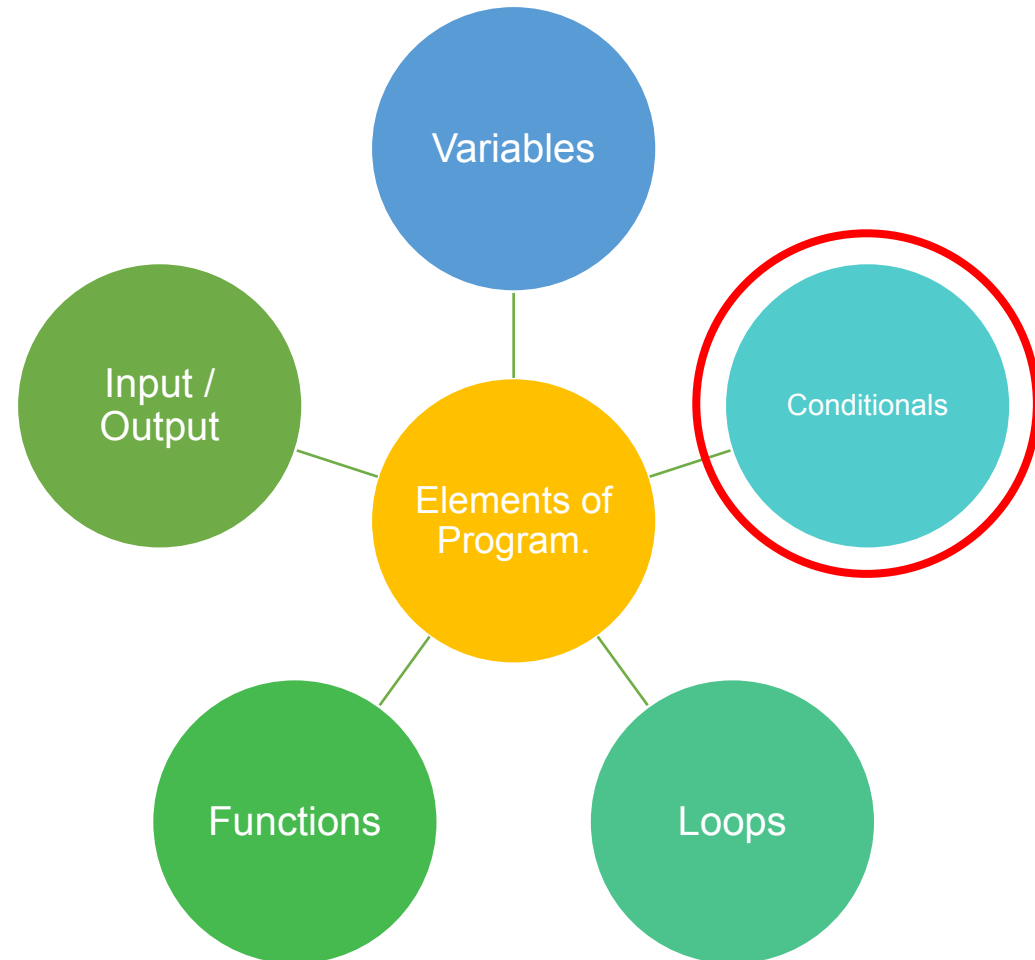 Variables
Conditionals
Input /
Output
Elements of
Program.
Functions
Loops